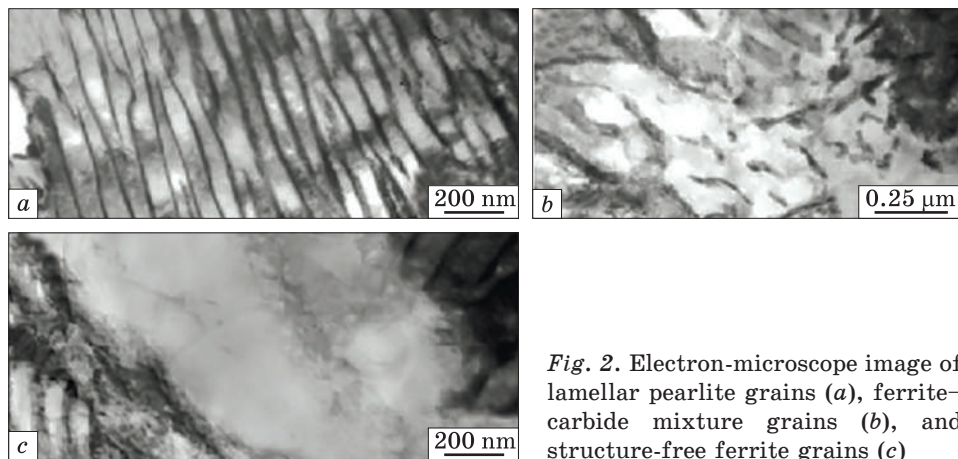 a
200 nm
b
0.25 μm
c
200 nm
Fig. 2. Electron-microscope image of
lamellar pearlite grains (a), ferrite–
carbide mixture grains (b), and
structure-free ferrite grains (c)